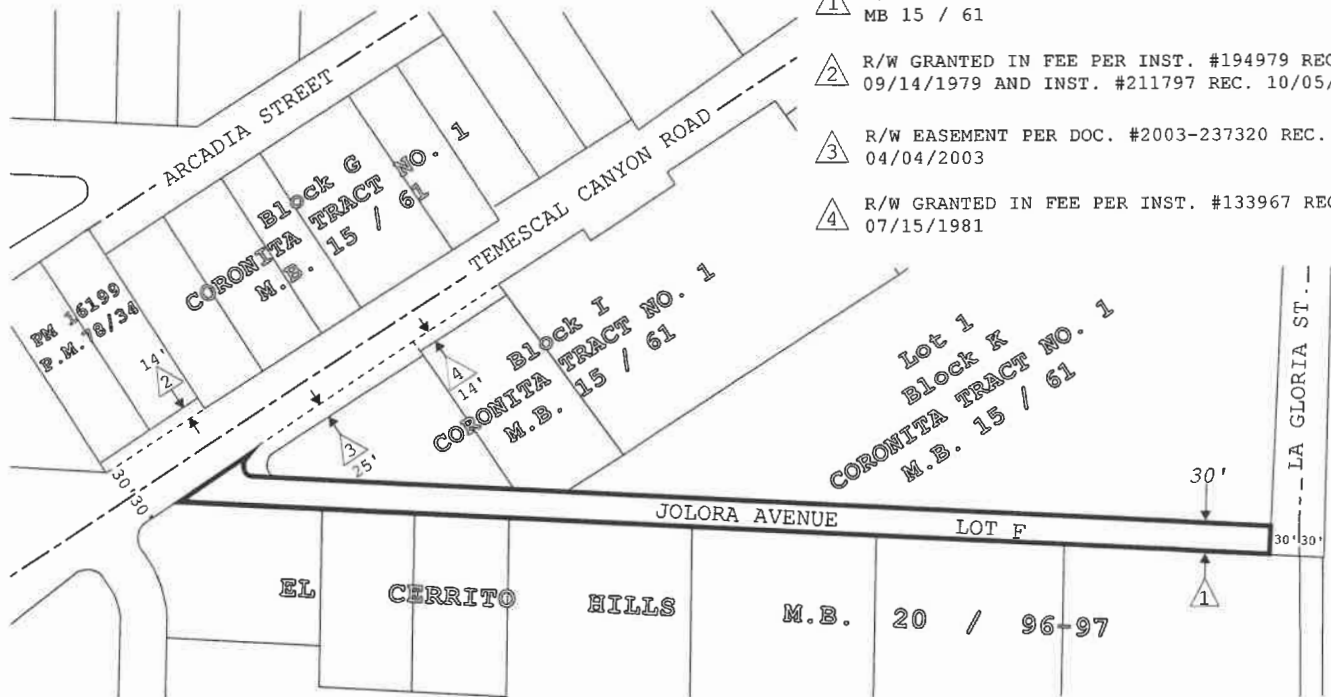 1
MB 15 / 61
2
R/W GRANTED IN FEE PER INST. #194979 REC
09/14/1979 AND INST. #211797 REC. 10/05/
3
R/W EASEMENT PER DOC. #2003-237320 REC.
04/04/2003
4
R/W GRANTED IN FEE PER INST. #133967 REC
07/15/1981
ARCADIA STREET
Block G
CORONITA TRACT NO. 1
M.B. 15 / 61
TEMESCAL CANYON ROAD
PM 16199
P.M. 78/34
14'
2
Block I
CORONITA TRACT NO. 1
M.B. 15 / 61
4
14'
3
25'
Lot 1
Block K
CORONITA TRACT NO. 1
M.B. 15 / 61
LA GLORIA ST.
30'
30' 30'
30' 30'
JOLORA AVENUE LOT F
1
EL CERRITO HILLS M.B. 20 / 96-97